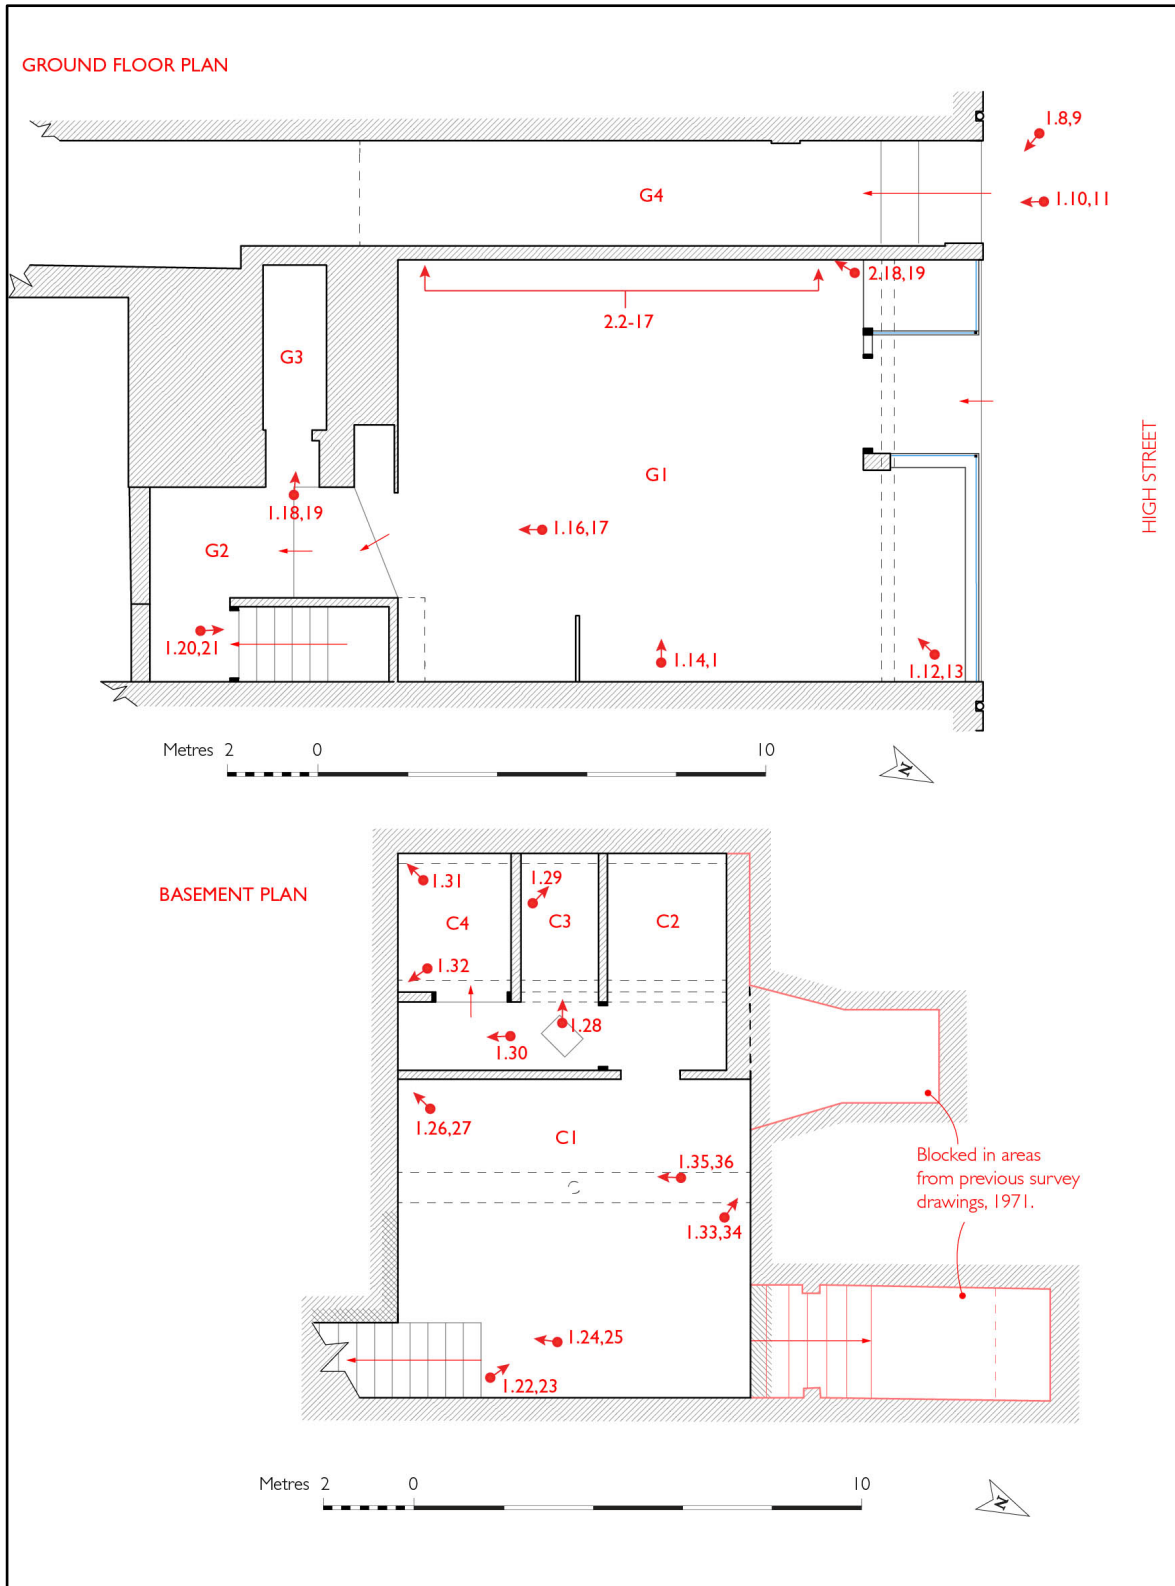 GROUND FLOOR PLAN
1.8,9
G4
1.10,11
2.18,19
2.2-17
G3
HIGH STREET
G1
1.18,19
1.16,17
G2
1.20,21
1.14,1
1.12,13
Metres 2 0 10
N
BASEMENT PLAN
1.31
1.29
C4
C3
C2
1.32
1.28
1.30
1.26,27
C1
1.35,36
Blocked in areas
from previous survey
drawings, 1971.
1.33,34
1.24,25
1.22,23
Metres 2 0 10
N